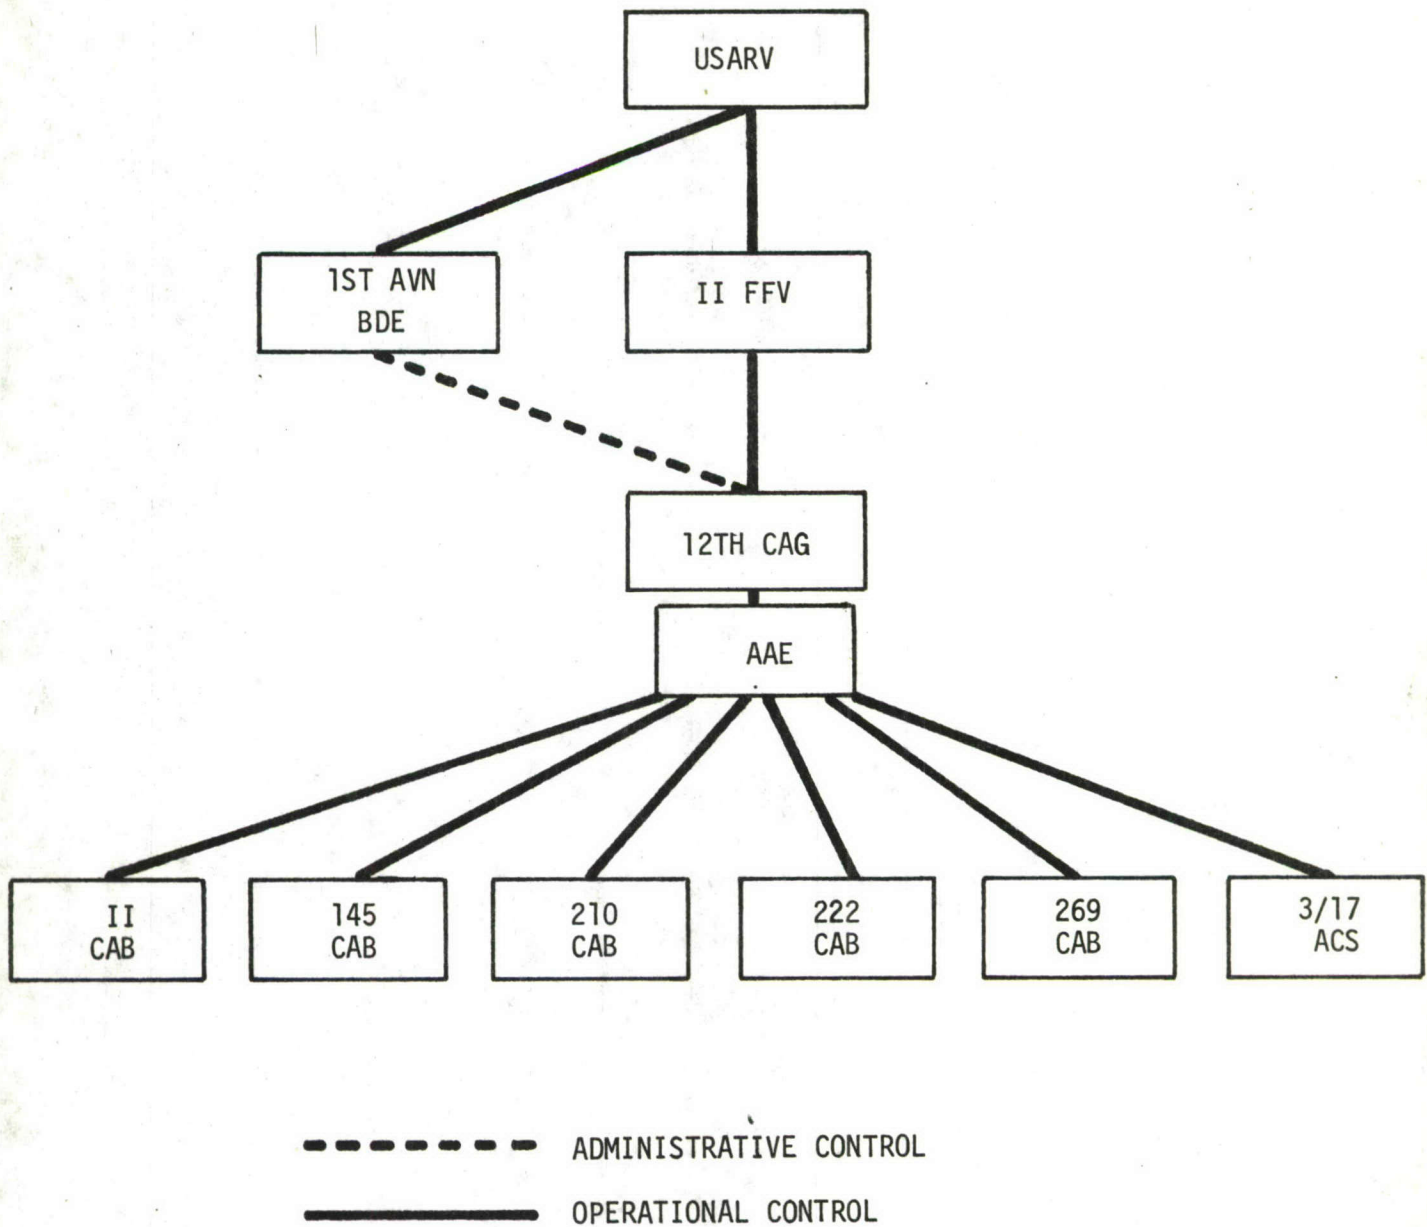 USARV
1ST AVN
BDE
II FFV
12TH CAG
AAE
II
CAB
145
CAB
210
CAB
222
CAB
269
CAB
3/17
ACS
ADMINISTRATIVE CONTROL
OPERATIONAL CONTROL